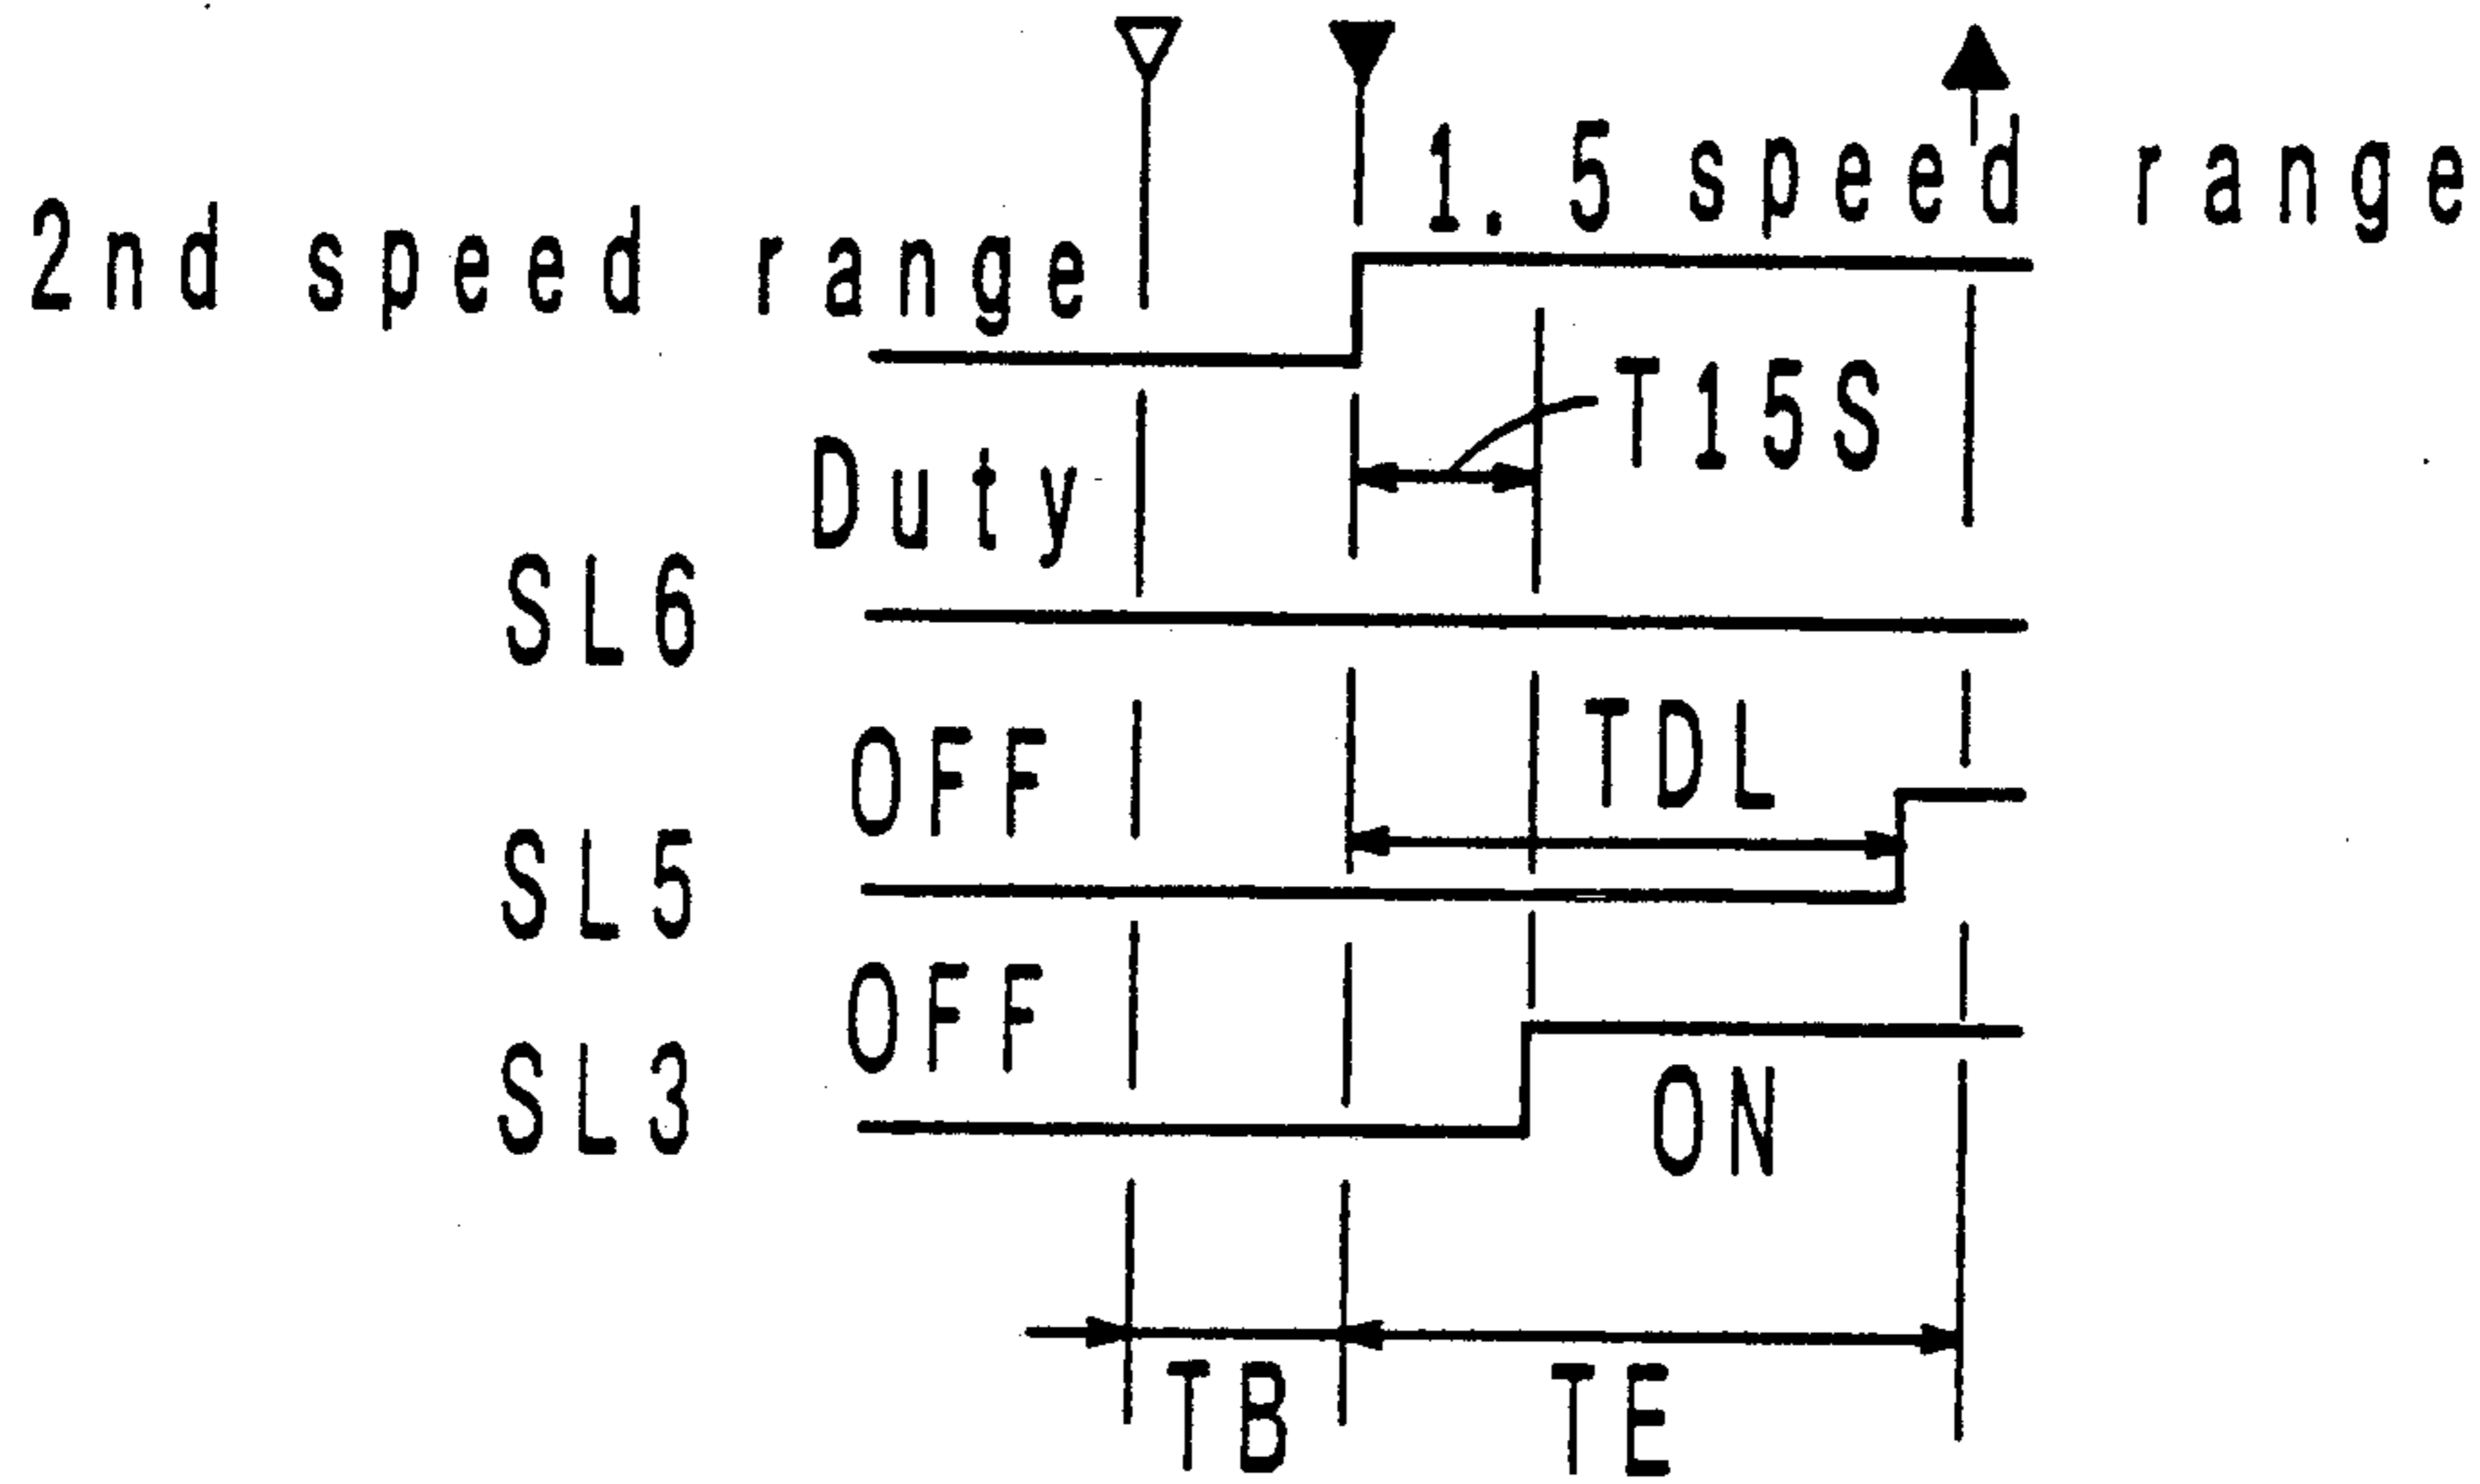 1.5 speed range
2nd speed range
T15S
Duty
SL6
TDL
OFF
SL5
OFF
SL3
ON
TB TE